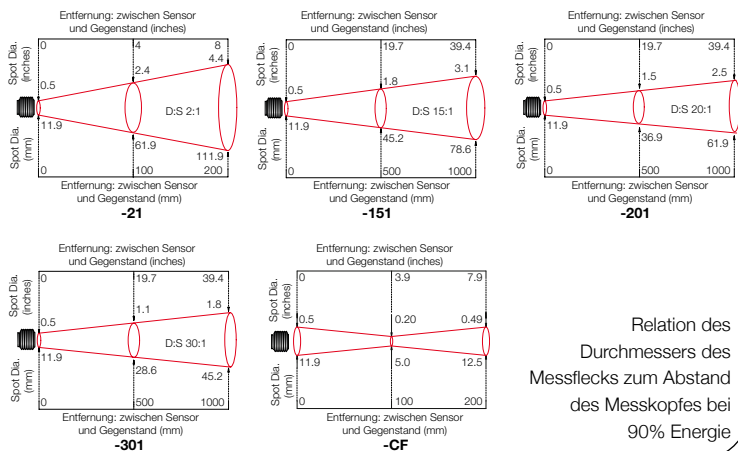 Entfernung: zwischen Sensor
und Gegenstand (inches)
0 4 8
Spot Dia.
(inches)
0.5 2.4 4.4
D:S 2:1
11.9 61.9 111.9
Spot Dia.
(mm)
0 100 200
Entfernung: zwischen Sensor
und Gegenstand (mm)
-21
Entfernung: zwischen Sensor
und Gegenstand (inches)
0 19.7 39.4
Spot Dia.
(inches)
0.5 1.8 3.1
D:S 15:1
11.9 45.2 78.6
Spot Dia.
(mm)
0 500 1000
Entfernung: zwischen Sensor
und Gegenstand (mm)
-151
Entfernung: zwischen Sensor
und Gegenstand (inches)
0 19.7 39.4
Spot Dia.
(inches)
0.5 1.5 2.5
D:S 20:1
11.9 36.9 61.9
Spot Dia.
(mm)
0 500 1000
Entfernung: zwischen Sensor
und Gegenstand (mm)
-201
Entfernung: zwischen Sensor
und Gegenstand (inches)
0 19.7 39.4
Spot Dia.
(inches)
0.5 1.1 1.8
D:S 30:1
11.9 28.6 45.2
Spot Dia.
(mm)
0 500 1000
Entfernung: zwischen Sensor
und Gegenstand (mm)
-301
Entfernung: zwischen Sensor
und Gegenstand (inches)
0 3.9 7.9
Spot Dia.
(inches)
0.5 0.20 0.49
11.9 5.0 12.5
Spot Dia.
(mm)
0 100 200
Entfernung: zwischen Sensor
und Gegenstand (mm)
-CF
Relation des
Durchmessers des
Messflecks zum Abstand
des Messkopfes bei
90% Energie